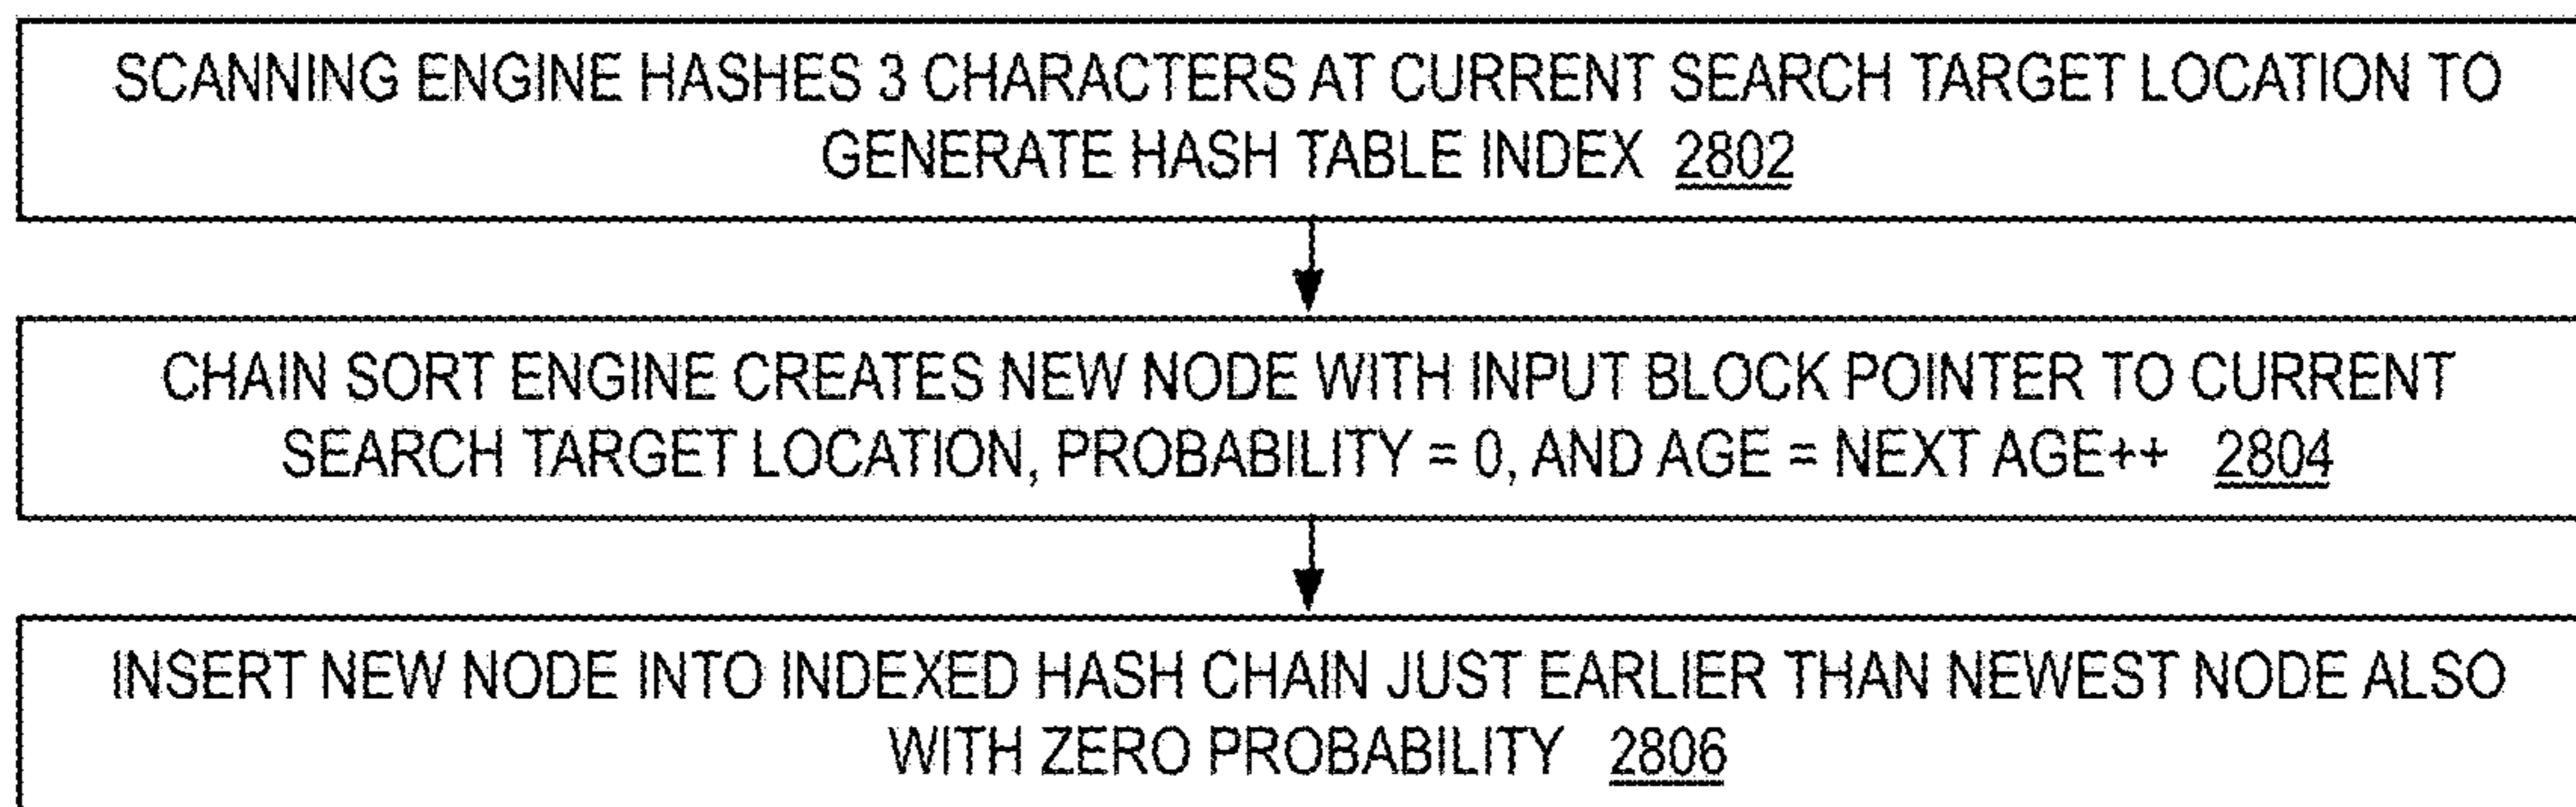 SCANNING ENGINE HASHES 3 CHARACTERS AT CURRENT SEARCH TARGET LOCATION TO
GENERATE HASH TABLE INDEX 2802
CHAIN SORT ENGINE CREATES NEW NODE WITH INPUT BLOCK POINTER TO CURRENT
SEARCH TARGET LOCATION, PROBABILITY = 0, AND AGE = NEXT AGE++ 2804
INSERT NEW NODE INTO INDEXED HASH CHAIN JUST EARLIER THAN NEWEST NODE ALSO
WITH ZERO PROBABILITY 2806